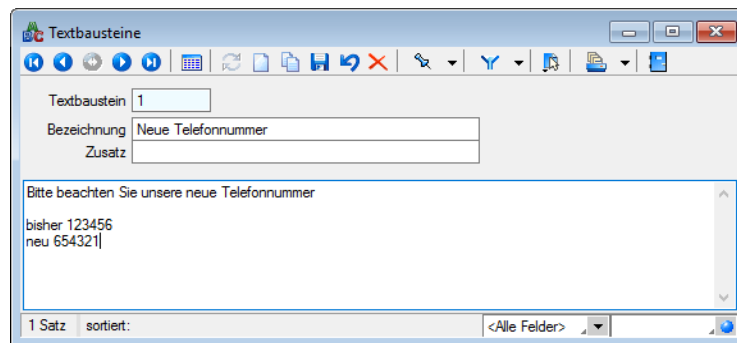 Textbausteine
Textbaustein 1
Bezeichnung Neue Telefonnummer
Zusatz
Bitte beachten Sie unsere neue Telefonnummer
bisher 123456
neu 654321
1 Satz sortiert: <Alle Felder>